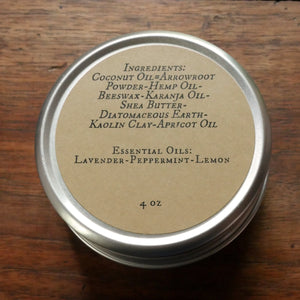 Ingredients:
Coconut Oil=Arrowroot
Powder-Hemp Oil-
Beeswax-Karanja Oil-
Shea Butter-
Diatomaceous Earth-
Kaolin Clay-Apricot Oil
Essential Oils:
Lavender-Peppermint-Lemon
4 oz